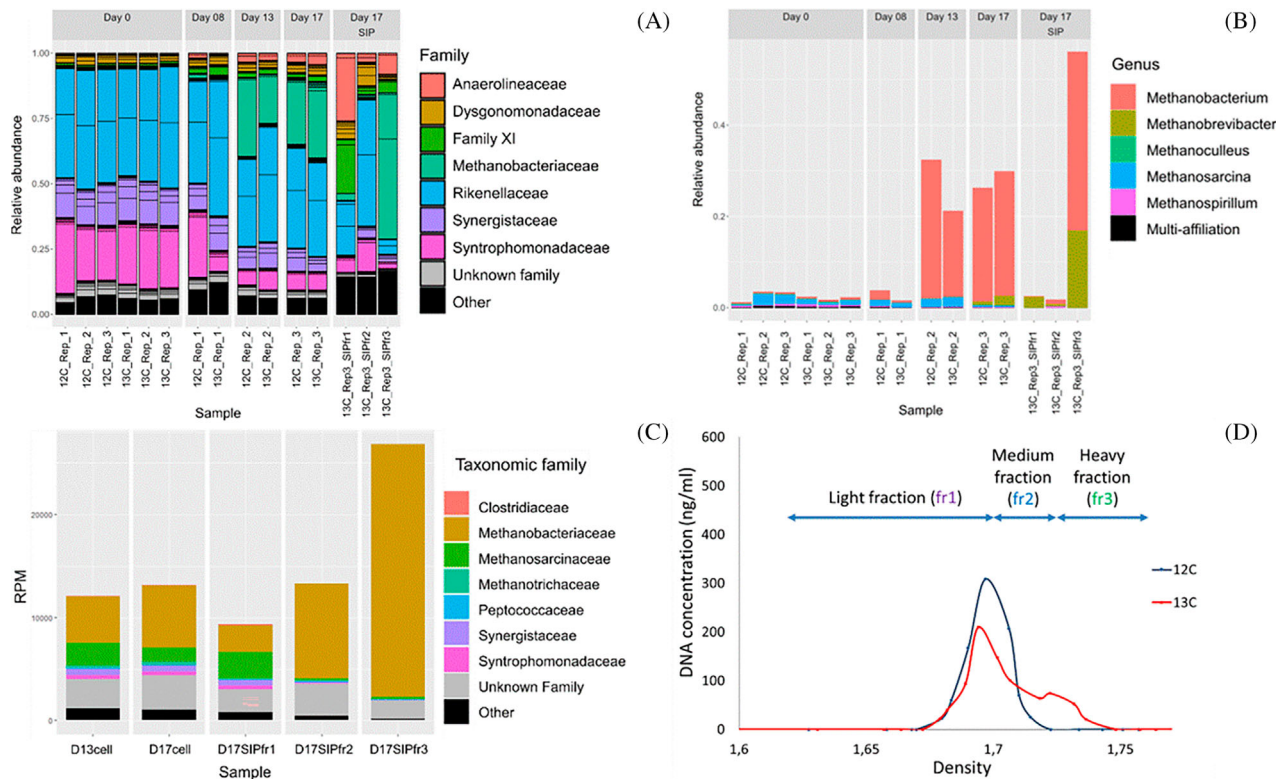 (A)
Day 0
Day 08
Day 13
Day 17
Day 17
SIP
1.00
0.75
0.50
0.25
0.00
Relative abundance
12C_Rep_1
12C_Rep_2
12C_Rep_3
13C_Rep_1
13C_Rep_2
13C_Rep_3
12C_Rep_1
13C_Rep_1
12C_Rep_2
13C_Rep_2
12C_Rep_3
13C_Rep_3
13C_Rep3_SIPfr1
13C_Rep3_SIPfr2
13C_Rep3_SIPfr3
Sample
Family
Anaerolineaceae
Dysgonomonadaceae
Family XI
Methanobacteriaceae
Rikenellaceae
Synergistaceae
Syntrophomonadaceae
Unknown family
Other
(B)
Day 0
Day 08
Day 13
Day 17
Day 17
SIP
0.4
0.2
0.0
Relative abundance
12C_Rep_1
12C_Rep_2
12C_Rep_3
13C_Rep_1
13C_Rep_2
13C_Rep_3
12C_Rep_1
13C_Rep_1
12C_Rep_2
13C_Rep_2
12C_Rep_3
13C_Rep_3
13C_Rep3_SIPfr1
13C_Rep3_SIPfr2
13C_Rep3_SIPfr3
Sample
Genus
Methanobacterium
Methanobrevibacter
Methanoculleus
Methanosarcina
Methanospirillum
Multi-affiliation
(C)
20000
10000
0
RPM
D13cell
D17cell
D17SIPfr1
D17SIPfr2
D17SIPfr3
Sample
Taxonomic family
Clostridiaceae
Methanobacteriaceae
Methanosarcinaceae
Methanotrichaceae
Peptococcaceae
Synergistaceae
Syntrophomonadaceae
Unknown Family
Other
(D)
600
500
400
300
200
100
0
DNA concentration (ng/ml)
Light fraction (fr1)
Medium
fraction
(fr2)
Heavy
fraction
(fr3)
12C
13C
1,6
1,65
1,7
1,75
Density